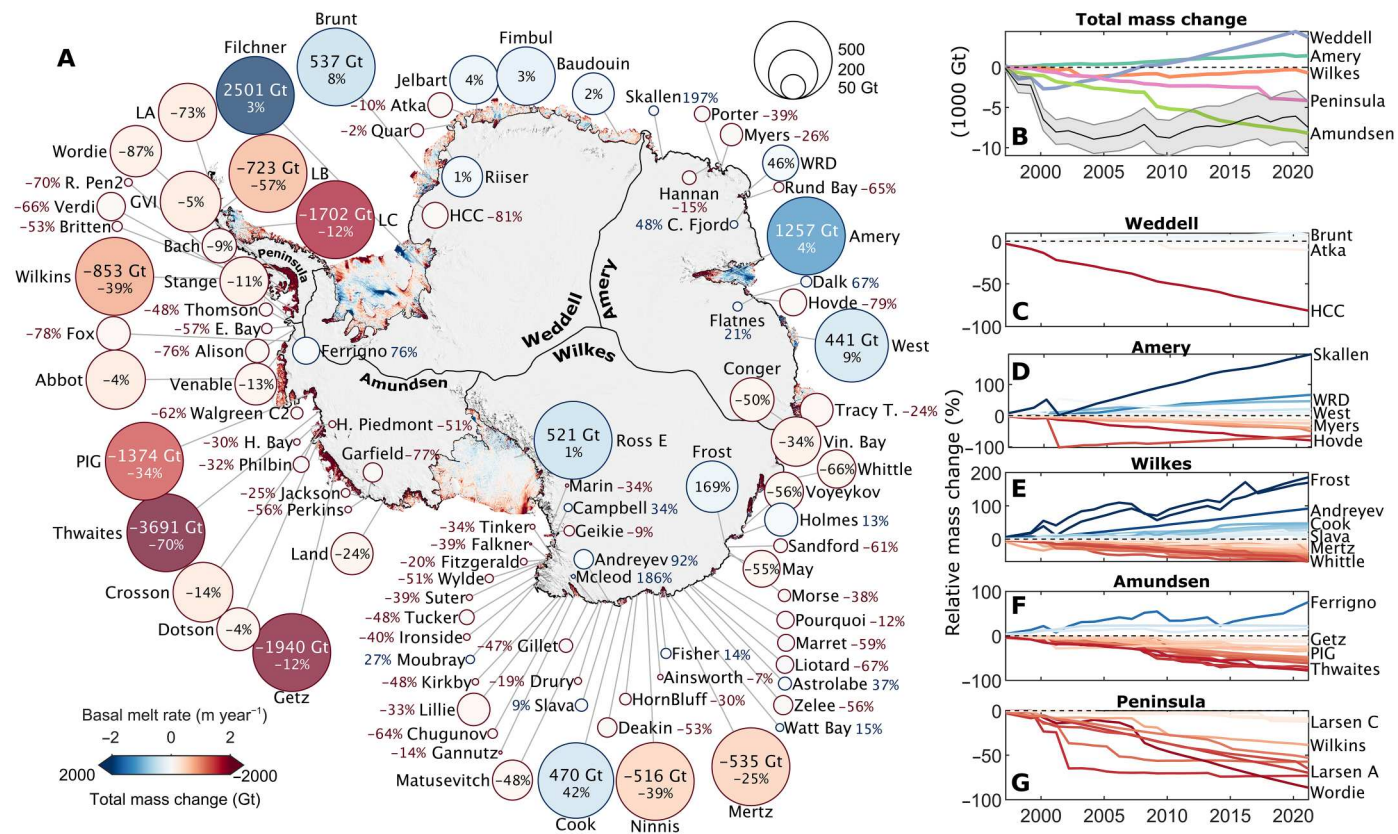 A
Brunt
537 Gt
8%
Filchner
2501 Gt
3%
Fimbul
3%
Jelbart
4%
Baudouin
2%
500
200
50 Gt
-10% Atka
-2% Quar
LA
-73%
Wordie
-87%
-723 Gt
-57%
LB
-70% R. Pen2
GVI
-5%
-66% Verdi
-53% Britten
-1702 Gt
-12%
LC
Bach
-9%
Peninsula
Wilkins
-853 Gt
-39%
Stange
-11%
-48% Thomson
-57% E. Bay
-78% Fox
-76% Alison
Ferrigno 76%
Abbot
-4%
Venable
-13%
-62% Walgreen C2
1%
Riiser
HCC -81%
Skallen 197%
Porter
-39%
Myers -26%
46%
WRD
Hannan
-15%
Rund Bay -65%
48% C. Fjord
1257 Gt
4%
Amery
Dalk 67%
Hovde -79%
Flatnes
21%
441 Gt
9%
West
Weddell
Amery
Wilkes
Amundsen
Conger
-50%
Tracy T. -24%
-34%
Vin. Bay
-66%
Whittle
-56%
Voyeykov
Holmes 13%
Sandford -61%
Frost
169%
-55%
May
Morse -38%
Pourquoi -12%
Marret -59%
Liotard -67%
Astrolabe 37%
Zelee -56%
Watt Bay 15%
PIG
-1374 Gt
-34%
-30% H. Bay
-32% Philbin
H. Piedmont -51%
Garfield -77%
-25% Jackson
-56% Perkins
Thwaites
-3691 Gt
-70%
Land
-24%
Crosson
-14%
Dotson
-4%
-1940 Gt
-12%
Getz
521 Gt
1%
Ross E
Marin -34%
Campbell 34%
Geikie -9%
Andreyev 92%
Mcleod 186%
-34% Tinker
-39% Falkner
-20% Fitzgerald
-51% Wylde
-39% Suter
-48% Tucker
-40% Ironside
27% Moubray
-48% Kirkby
-33% Lillie
-64% Chugunov
-14% Gannutz
Matusevitch
-48%
-47% Gillet
-19% Drury
9% Slava
Fisher 14%
Ainsworth -7%
HornBluff -30%
Deakin -53%
470 Gt
42%
Cook
-516 Gt
-39%
Ninnis
-535 Gt
-25%
Mertz
Basal melt rate (m year⁻¹)
-2 0 2
2000 -2000
Total mass change (Gt)
Total mass change
(1000 Gt)
0
-5
-10
B
2000 2005 2010 2015 2020
Weddell
Amery
Wilkes
Peninsula
Amundsen
Relative mass change (%)
Weddell
0
-50
-100
C
Brunt
Atka
HCC
Amery
D
100
0
-100
Skallen
WRD
West
Myers
Hovde
Wilkes
E
200
100
0
Frost
Andreyev
Cook
Slava
Mertz
Whittle
Amundsen
F
100
0
-100
Ferrigno
Getz
PIG
Thwaites
Peninsula
G
0
-50
-100
Larsen C
Wilkins
Larsen A
Wordie
2000 2005 2010 2015 2020